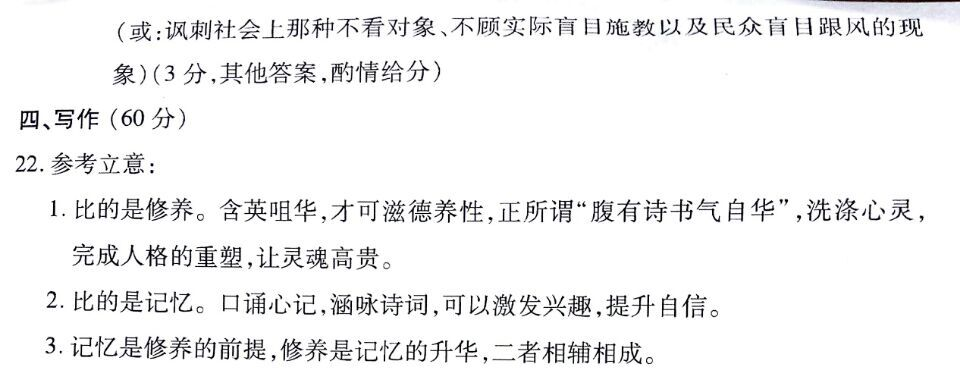 (或:讽刺社会上那种不看对象、不顾实际盲目施教以及民众盲目跟风的现
象)(3分,其他答案,酌情给分)
四、写作(60分)
22.参考立意:
1.比的是修养。含英咀华,才可滋德养性,正所谓“腹有诗书气自华”,洗涤心灵,
完成人格的重塑,让灵魂高贵。
2.比的是记忆。口诵心记,涵咏诗词,可以激发兴趣,提升自信。
3.记忆是修养的前提,修养是记忆的升华,二者相辅相成。